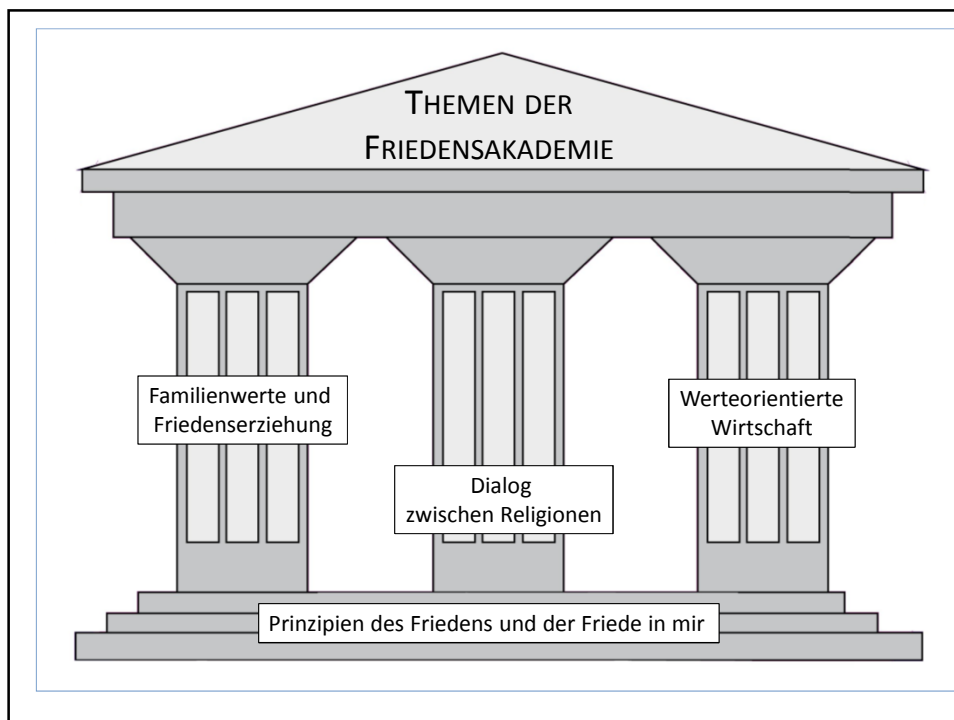 THEMEN DER
FRIEDENSAKADEMIE
Familienwerte und
Friedenserziehung
Werteorientierte
Wirtschaft
Dialog
zwischen Religionen
Prinzipien des Friedens und der Friede in mir